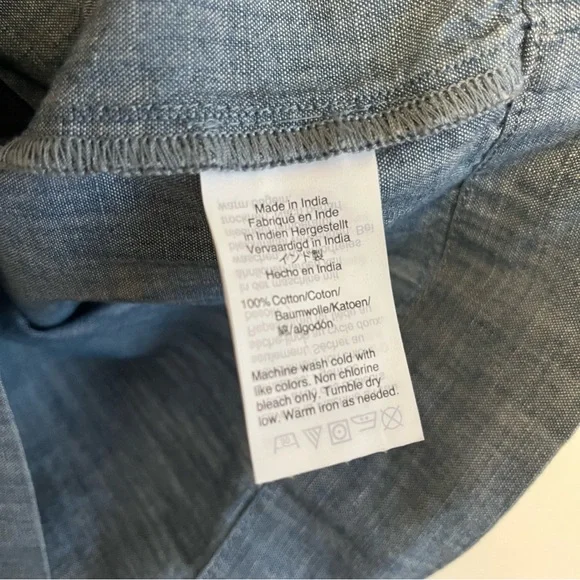 Made in India
Fabriqué en Inde
in Indien Hergestellt
Vervaardigd in India
インド製
Hecho en India
100% Cotton/Coton/
Baumwolle/Katoen/
綿/algodón
Machine wash cold with
like colors. Non chlorine
bleach only. Tumble dry
low. Warm iron as needed.